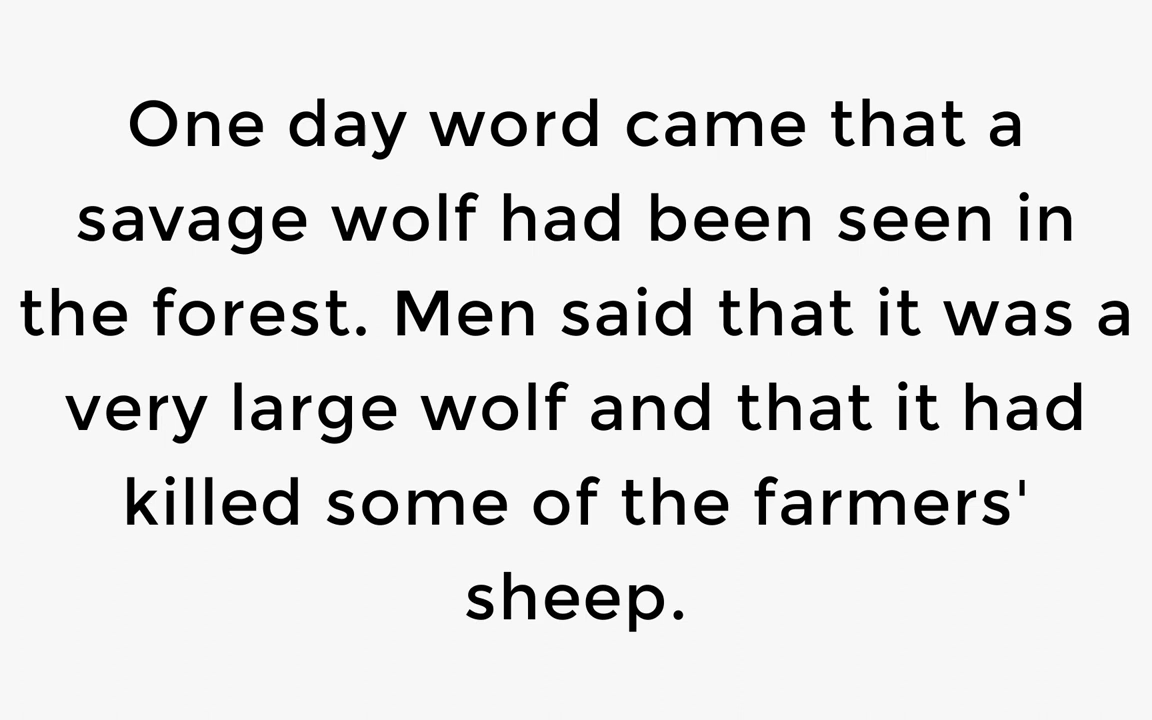 One day word came that a
savage wolf had been seen in
the forest. Men said that it was a
very large wolf and that it had
killed some of the farmers'
sheep.